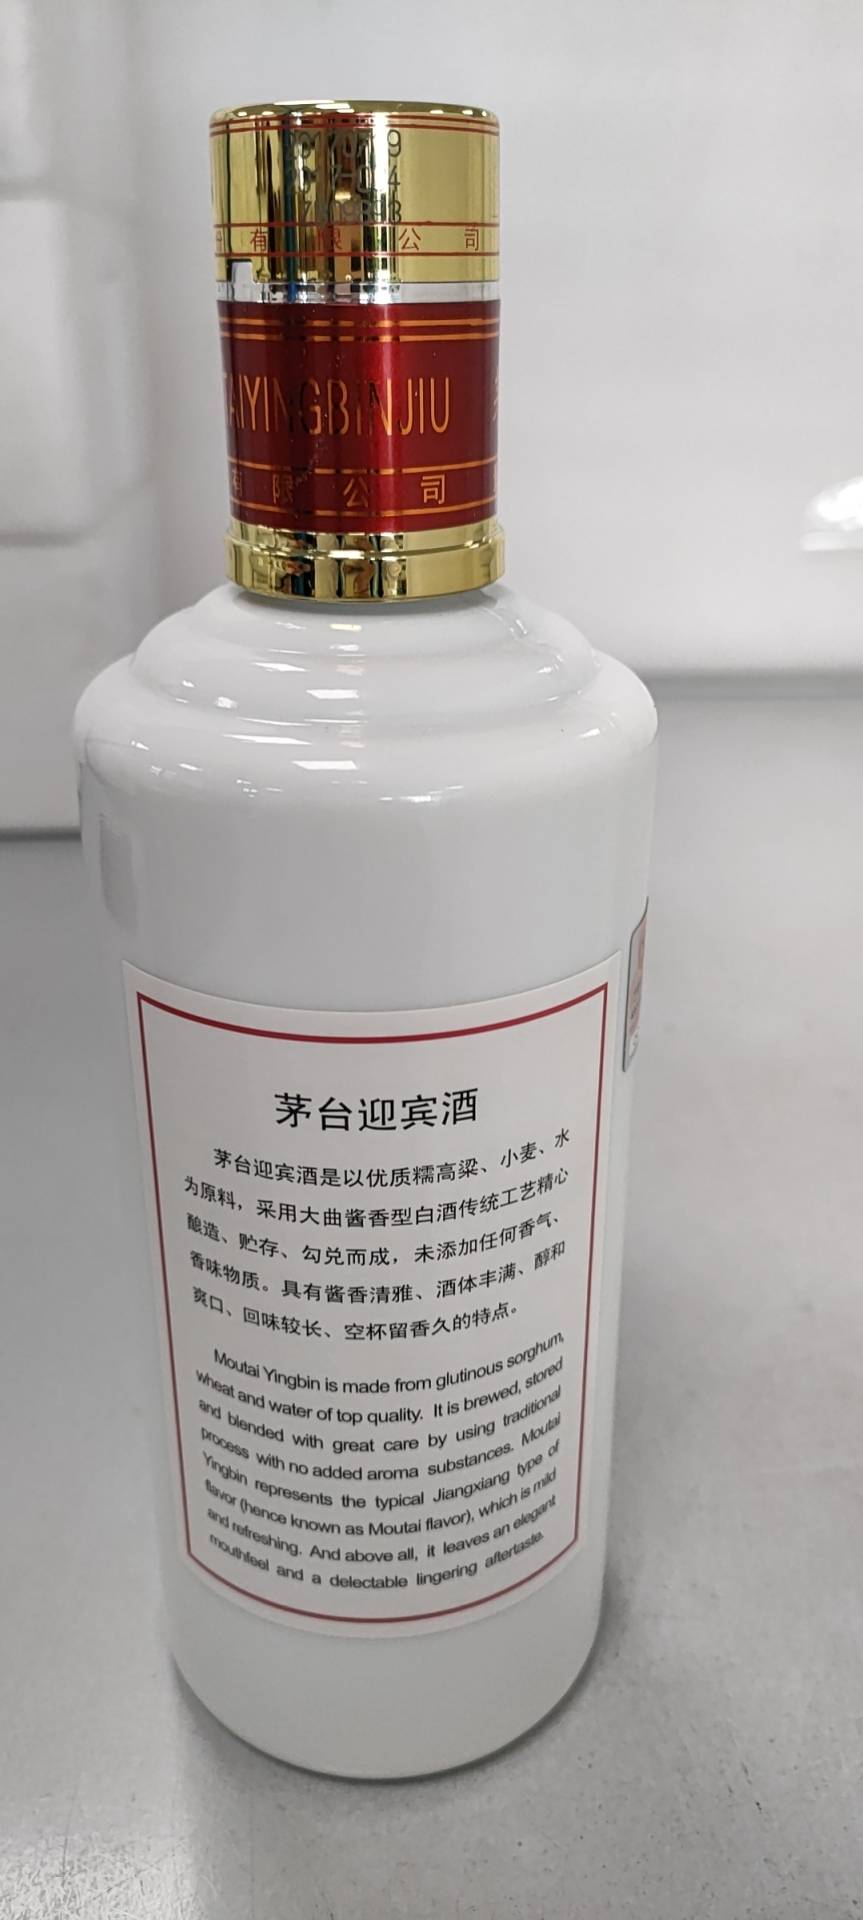 有限公司
TAIYINGBINJIU
有限公司
茅台迎宾酒
茅台迎宾酒是以优质糯高粱、小麦、水
为原料，采用大曲酱香型白酒传统工艺精心
酿造、贮存、勾兑而成，未添加任何香气、
香味物质。具有酱香清雅、酒体丰满、醇和
爽口、回味较长、空杯留香久的特点。
Moutai Yingbin is made from glutinous sorghum,
wheat and water of top quality. It is brewed, stored
and blended with great care by using traditional
process with no added aroma substances. Moutai
Yingbin represents the typical Jiangxiang type of
flavor (hence known as Moutai flavor), which is mild
and refreshing. And above all, it leaves an elegant
mouthfeel and a delectable lingering aftertaste.